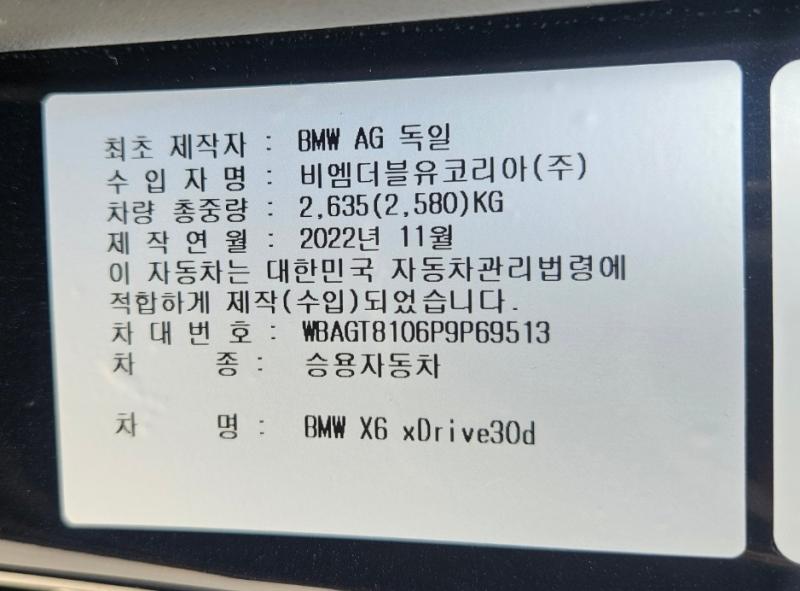 최초 제작자 : BMW AG 독일
수 입 자 명 : 비엠더블유코리아(주)
차량 총중량 : 2,635(2,580)KG
제 작 연 월 : 2022년 11월
이 자동차는 대한민국 자동차관리법령에
적합하게 제작(수입)되었습니다.
차 대 번 호 : WBAGT8106P9P69513
차 종 : 승용자동차
차 명 : BMW X6 xDrive30d